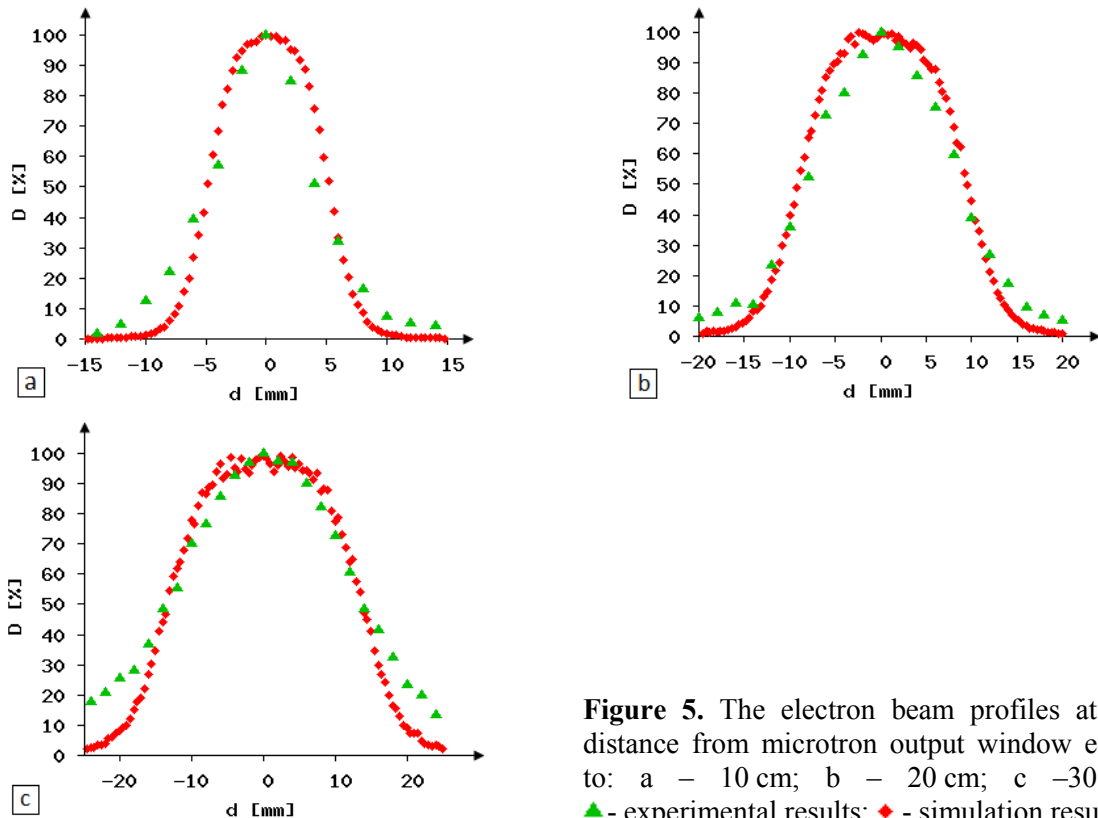 100
90
80
70
60
50
40
30
20
10
0
D [%]
-15 -10 -5 0 5 10 15
d [mm]
a
100
90
80
70
60
50
40
30
20
10
0
D [%]
-20 -15 -10 -5 0 5 10 15 20
d [mm]
b
100
90
80
70
60
50
40
30
20
10
0
D [%]
-20 -10 0 10 20
d [mm]
c
Figure 5. The electron beam profiles at
distance from microtron output window e
to: a – 10 cm; b – 20 cm; c –30
▲ - experimental results; ♦ - simulation resu